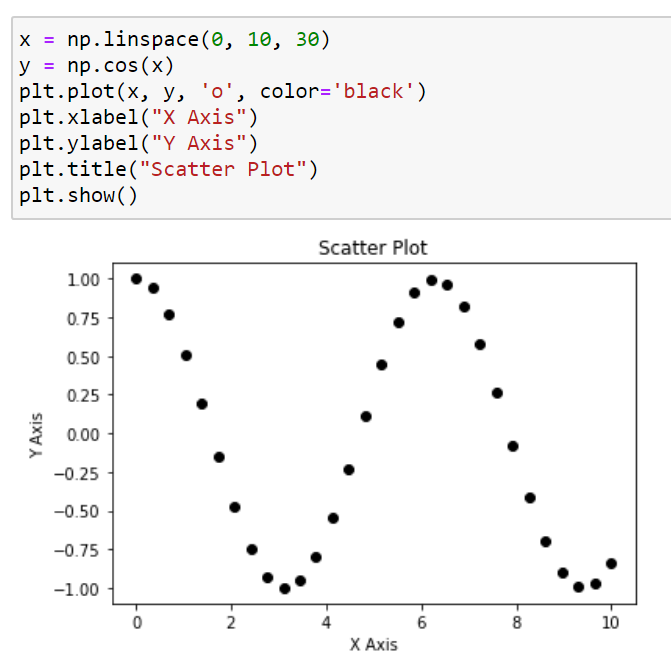 x = np.linspace(0, 10, 30)
y = np.cos(x)
plt.plot(x, y, 'o', color='black')
plt.xlabel("X Axis")
plt.ylabel("Y Axis")
plt.title("Scatter Plot")
plt.show()
Scatter Plot
1.00
0.75
0.50
0.25
0.00
−0.25
−0.50
−0.75
−1.00
Y Axis
0 2 4 6 8 10
X Axis